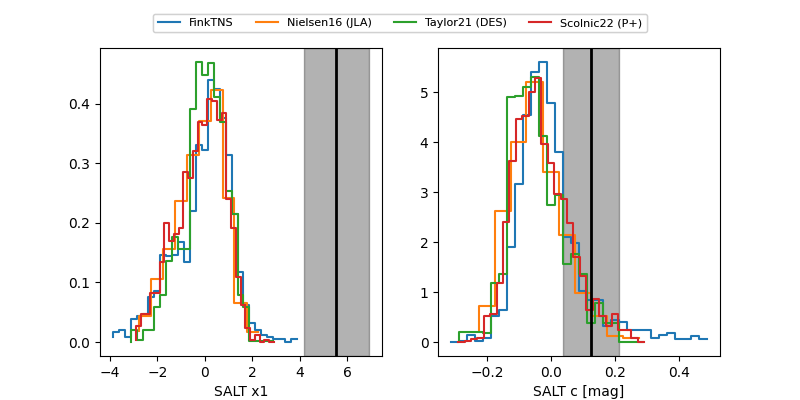 FinkTNS Nielsen16 (JLA) Taylor21 (DES) Scolnic22 (P+)
0.4
0.3
0.2
0.1
0.0
−4 −2 0 2 4 6
SALT x1
5
4
3
2
1
0
−0.2 0.0 0.2 0.4
SALT c [mag]